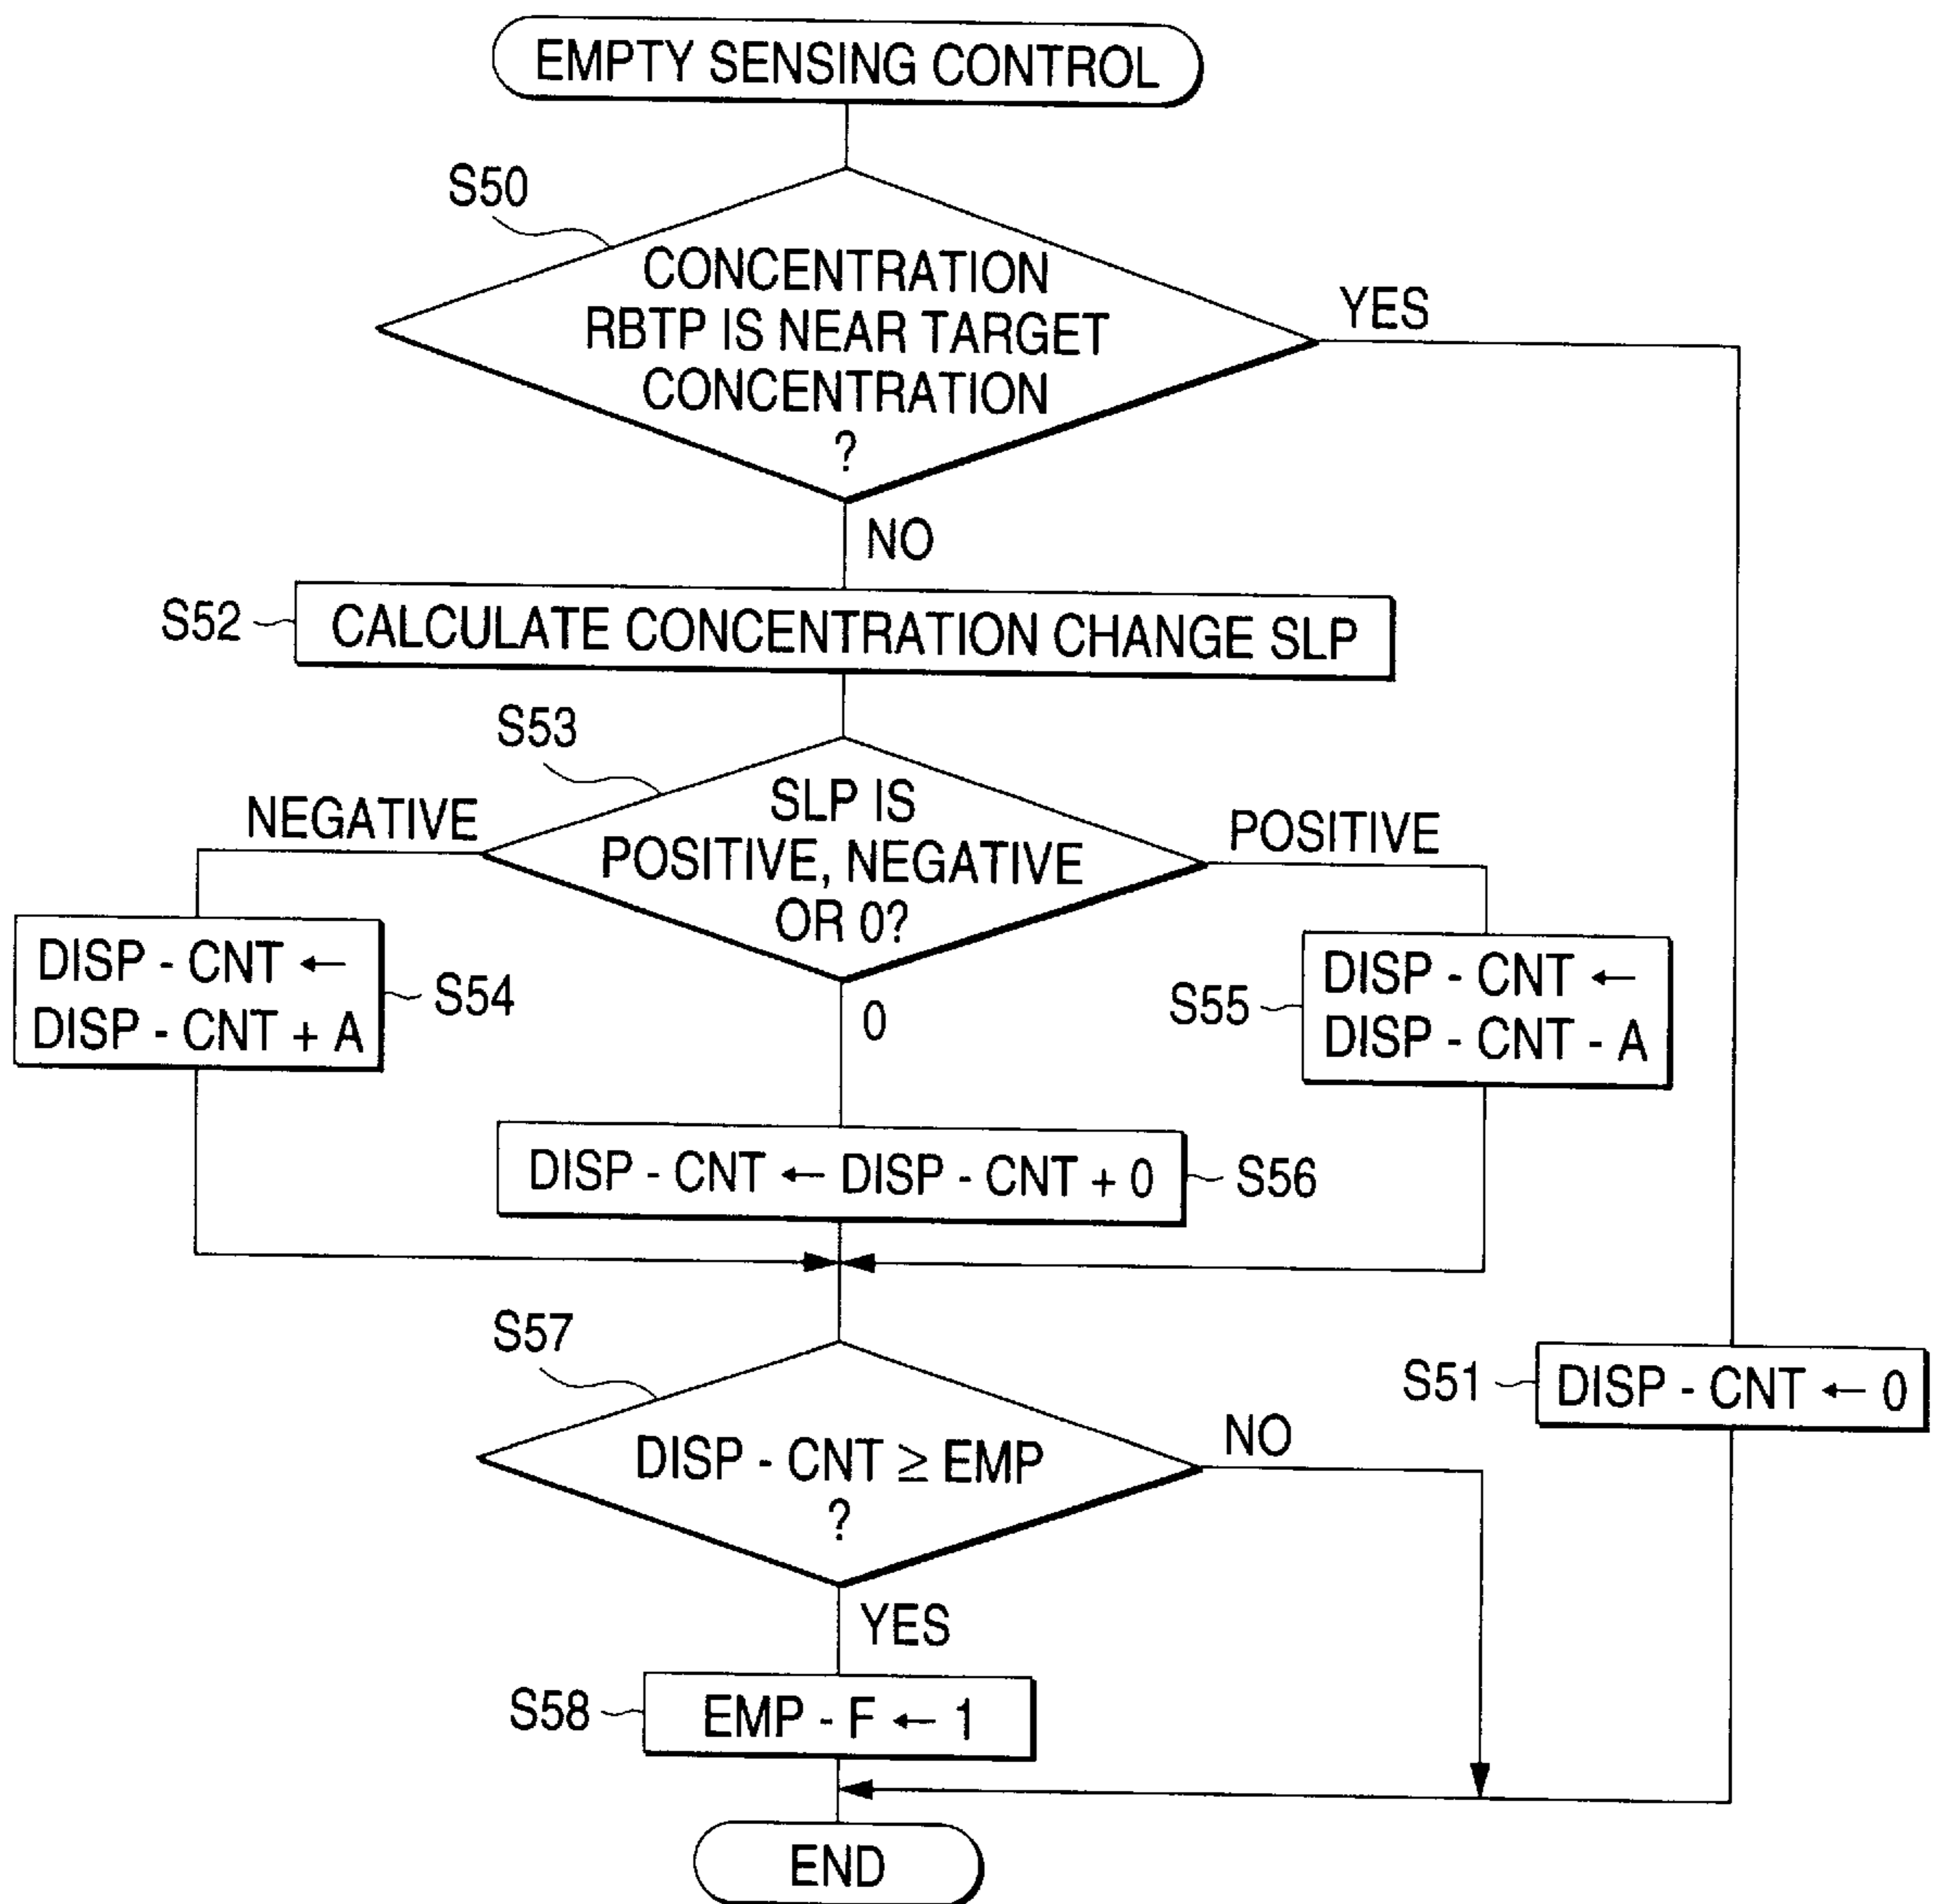 EMPTY SENSING CONTROL
S50
CONCENTRATION
RBTP IS NEAR TARGET
CONCENTRATION
?
YES
NO
S52
CALCULATE CONCENTRATION CHANGE SLP
S53
SLP IS
POSITIVE, NEGATIVE
OR 0?
NEGATIVE
POSITIVE
0
DISP - CNT ←
DISP - CNT + A
S54
S55
DISP - CNT ←
DISP - CNT - A
DISP - CNT ← DISP - CNT + 0
S56
S57
DISP - CNT ≥ EMP
?
NO
S51
DISP - CNT ← 0
YES
S58
EMP - F ← 1
END